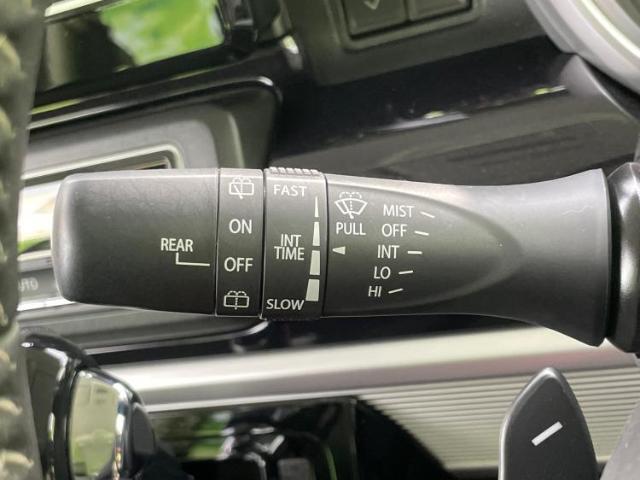 REAR
ON
OFF
FAST
INT
TIME
SLOW
PULL
MIST
OFF
INT
LO
HI